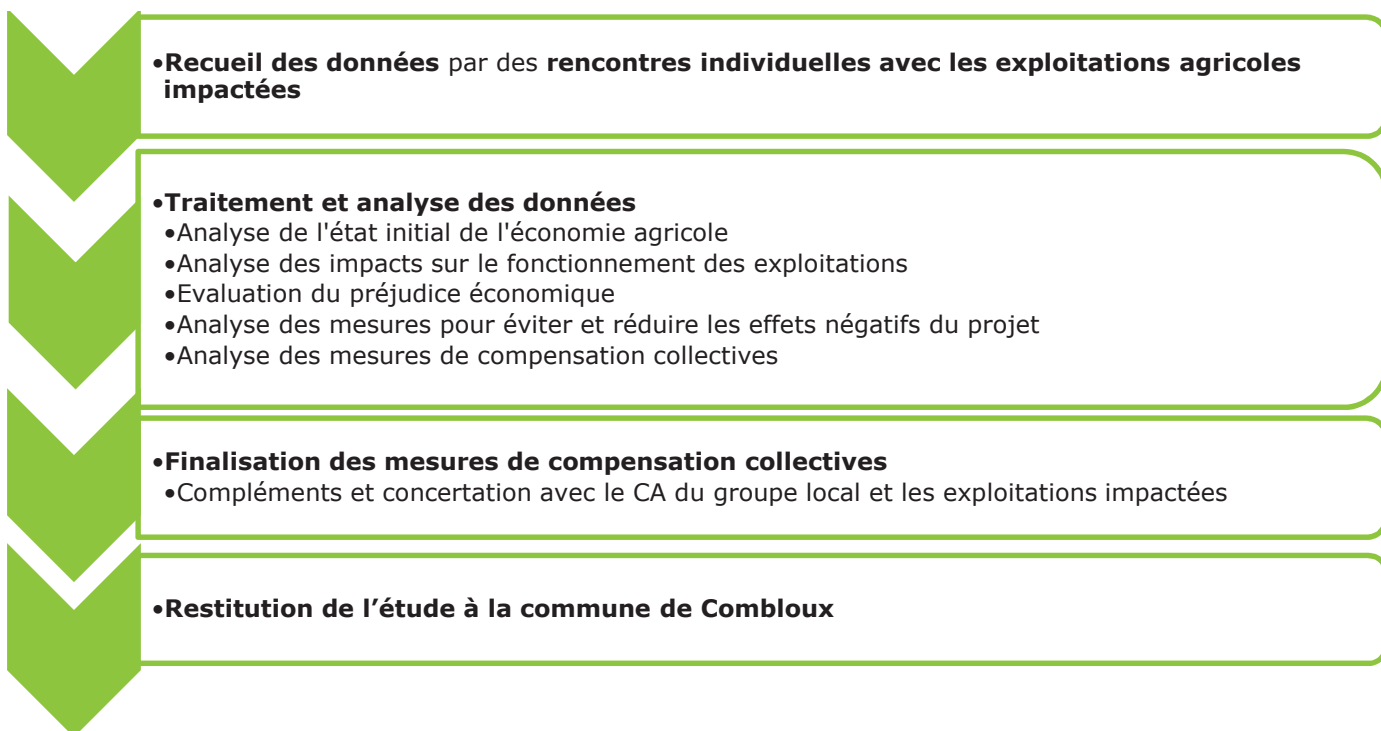 •Recueil des données par des rencontres individuelles avec les exploitations agricoles
impactées
•Traitement et analyse des données
•Analyse de l'état initial de l'économie agricole
•Analyse des impacts sur le fonctionnement des exploitations
•Evaluation du préjudice économique
•Analyse des mesures pour éviter et réduire les effets négatifs du projet
•Analyse des mesures de compensation collectives
•Finalisation des mesures de compensation collectives
•Compléments et concertation avec le CA du groupe local et les exploitations impactées
•Restitution de l’étude à la commune de Combloux